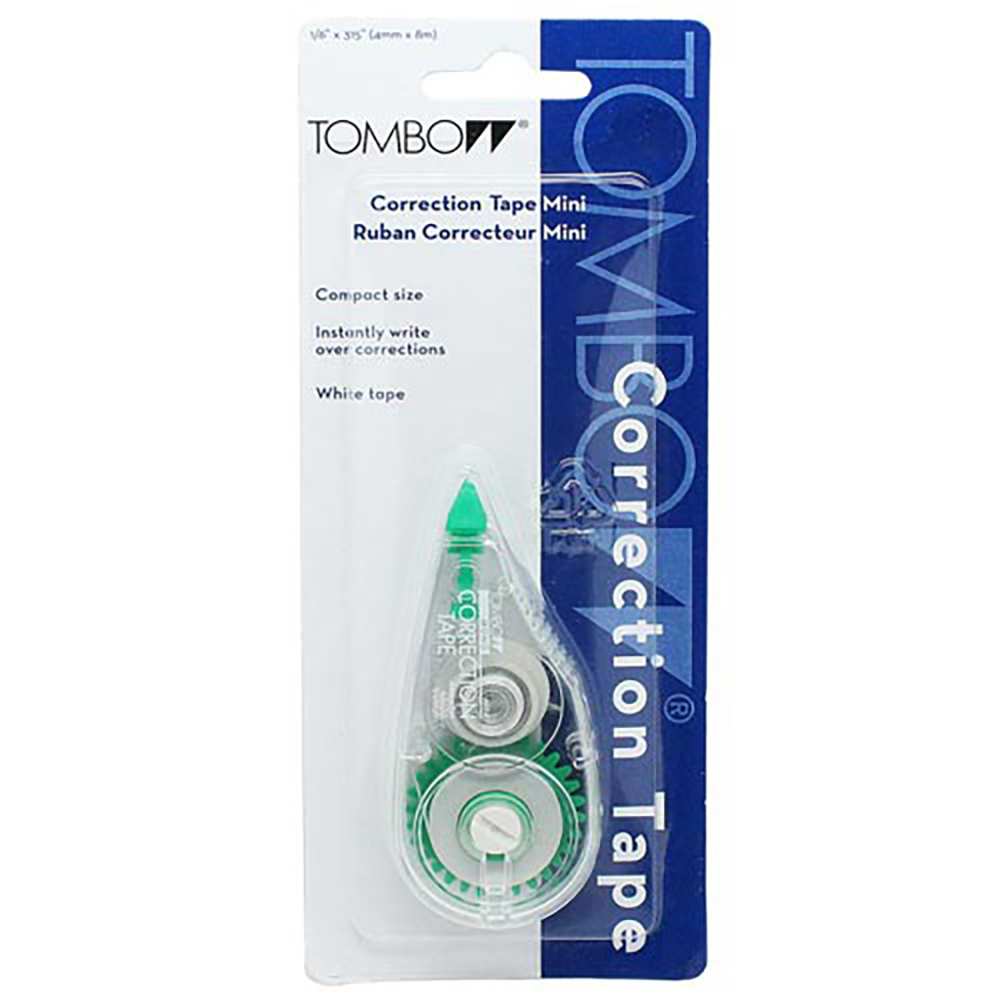 1/6" x 315" (4mm x 8m)
TOMBOW®
Correction Tape Mini
Ruban Correcteur Mini
Compact size
Instantly write
over corrections
White tape
TOMBOW®
Correction Tape
TOMBOW
CORRECTION
TAPE